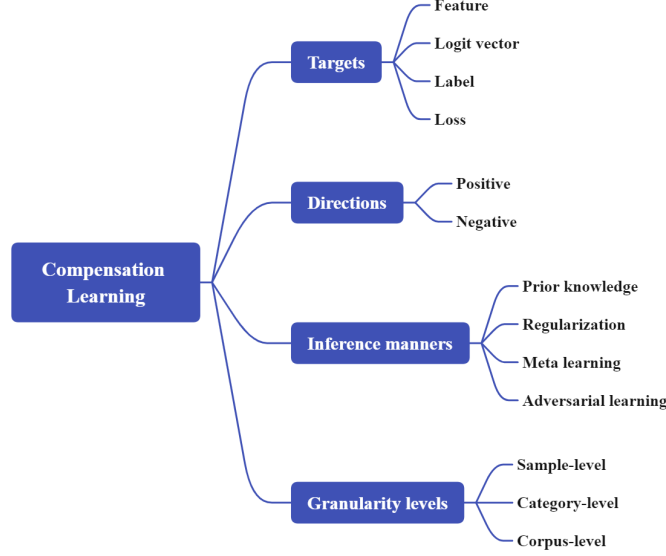 Compensation
Learning
Targets
Feature
Logit vector
Label
Loss
Directions
Positive
Negative
Inference manners
Prior knowledge
Regularization
Meta learning
Adversarial learning
Granularity levels
Sample-level
Category-level
Corpus-level